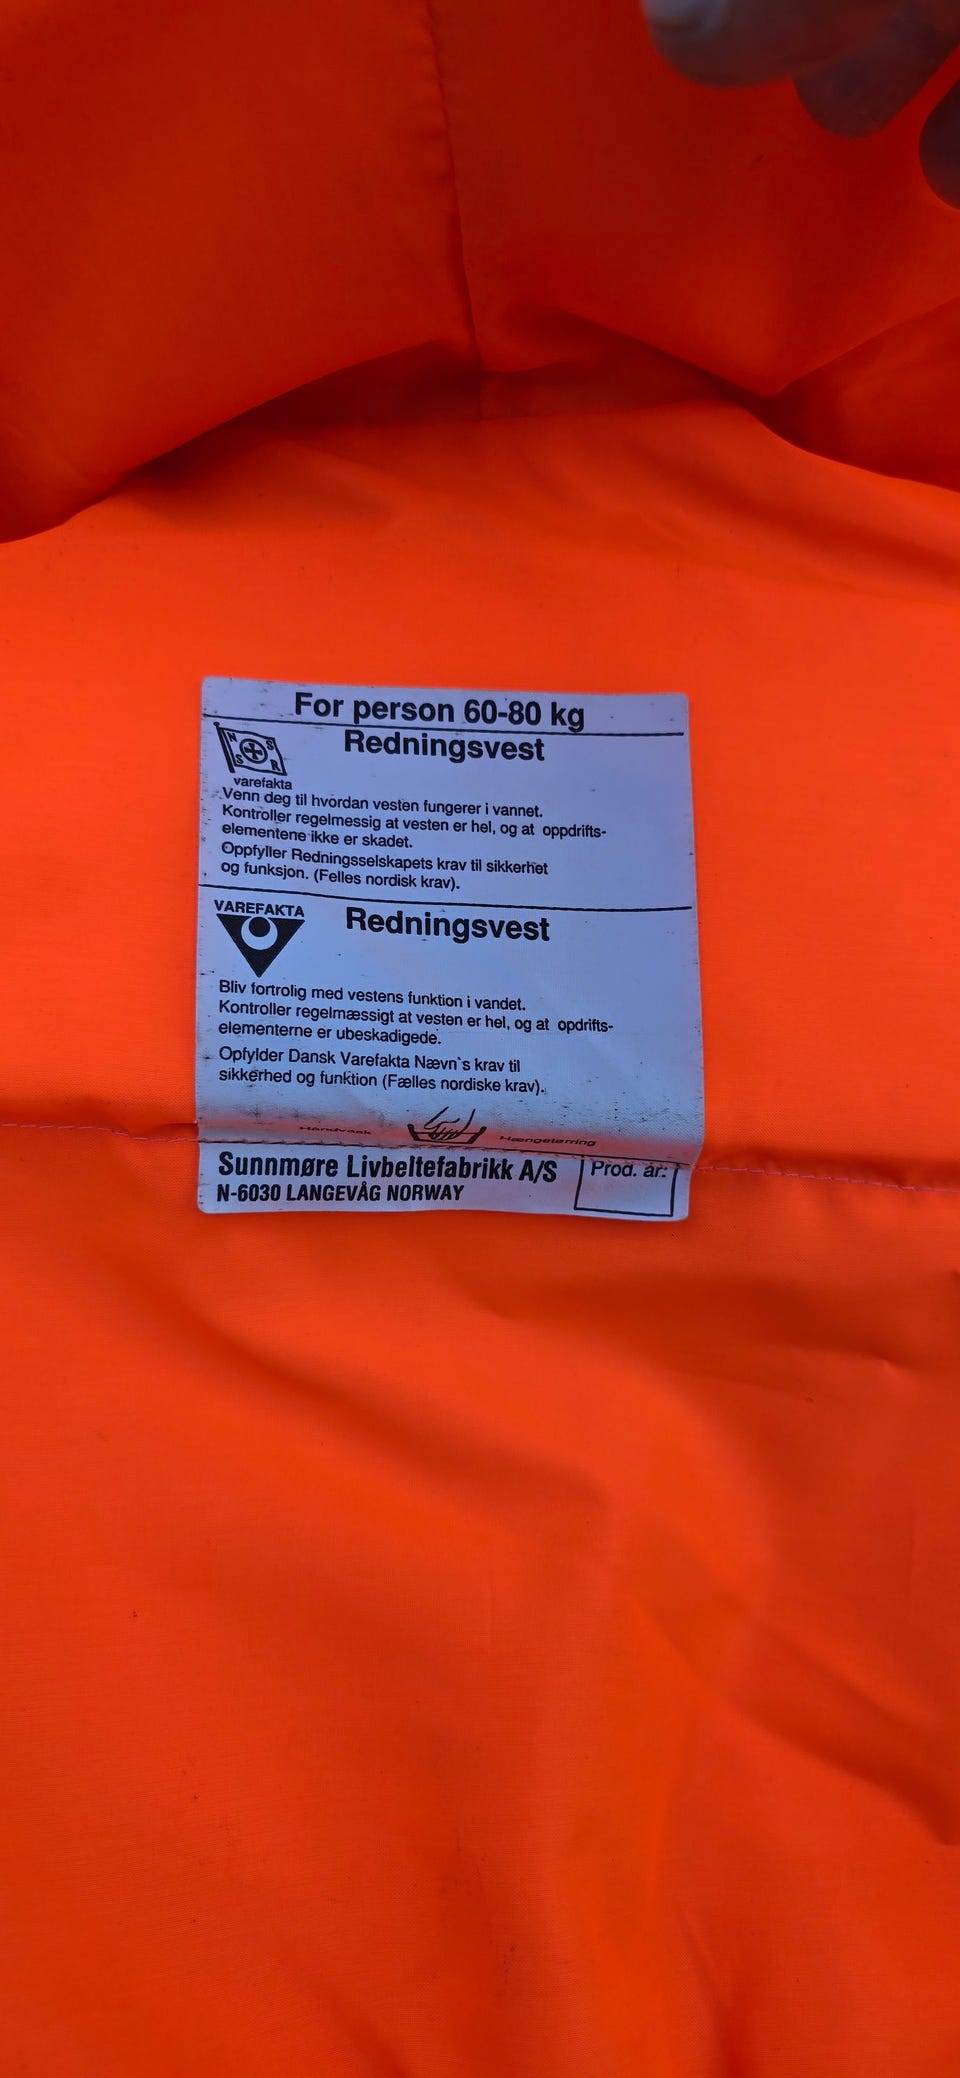 For person 60-80 kg
N S S R
Redningsvest
varefakta
Venn deg til hvordan vesten fungerer i vannet.
Kontroller regelmessig at vesten er hel, og at oppdrifts-
elementene ikke er skadet.
Oppfyller Redningsselskapets krav til sikkerhet
og funksjon. (Felles nordisk krav).
VAREFAKTA
Redningsvest
Bliv fortrolig med vestens funktion i vandet.
Kontroller regelmæssigt at vesten er hel, og at opdrifts-
elementerne er ubeskadigede.
Opfylder Dansk Varefakta Nævn`s krav til
sikkerhed og funktion (Fælles nordiske krav).
Håndvask
Hængetørring
Sunnmøre Livbeltefabrikk A/S
Prod. år:
N-6030 LANGEVÅG NORWAY